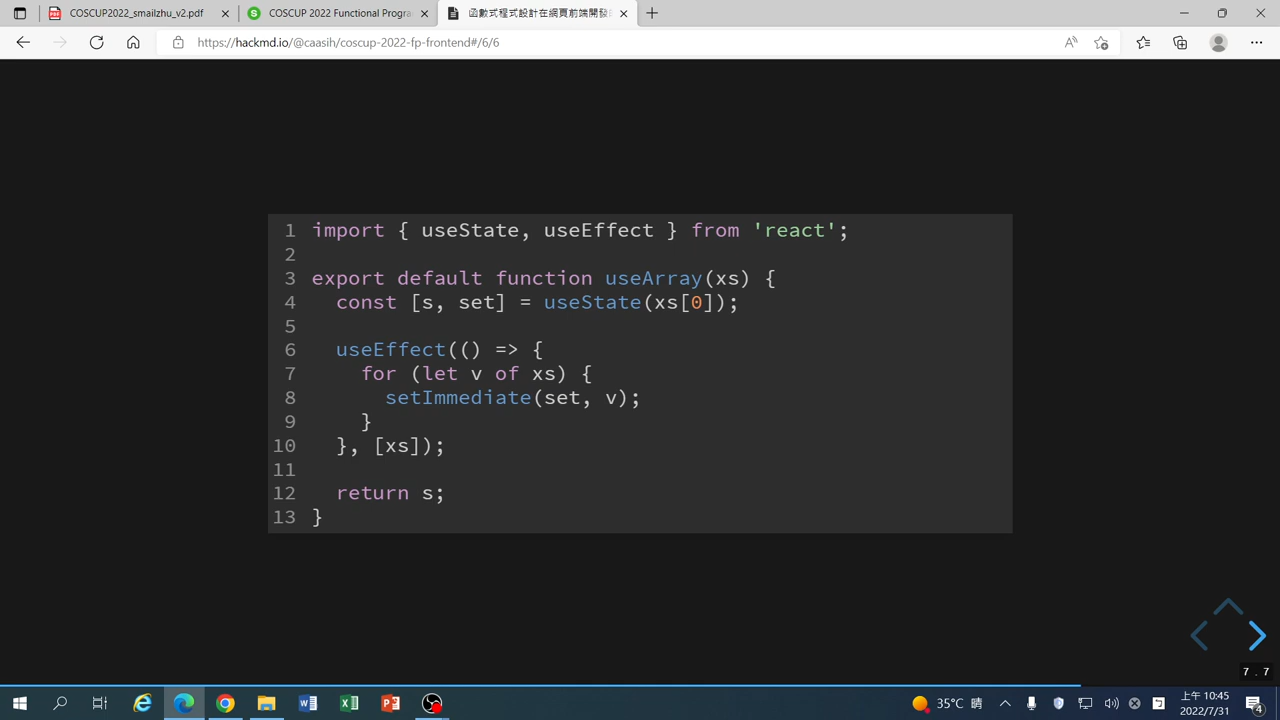 COSCUP2022_smailzhu_v2.pdf
COSCUP 2022 Functional Progra
函數式程式設計在網頁前端開發
https://hackmd.io/@caasih/coscup-2022-fp-frontend#/6/6
1 import { useState, useEffect } from 'react';
2
3 export default function useArray(xs) {
4 const [s, set] = useState(xs[0]);
5
6 useEffect(() => {
7 for (let v of xs) {
8 setImmediate(set, v);
9 }
10 }, [xs]);
11
12 return s;
13 }
7 . 7
35°C 晴
上午 10:45
2022/7/31
4